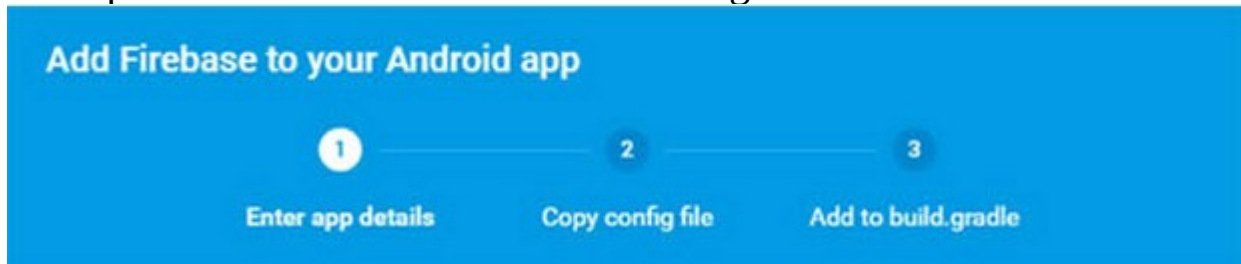 Add Firebase to your Android app
1
2
3
Enter app details
Copy config file
Add to build.gradle